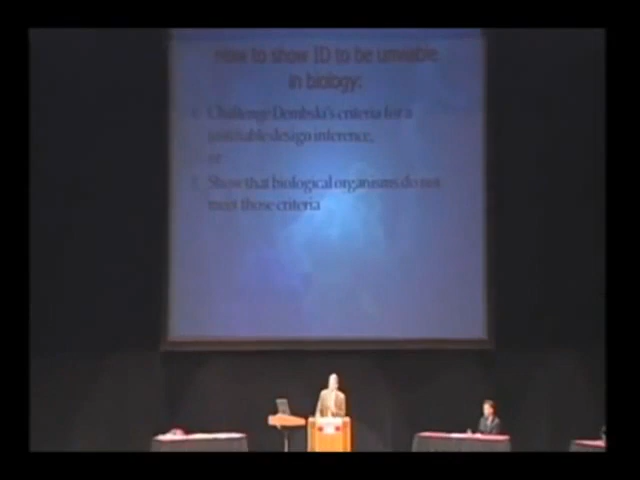 How to show ID to be unviable
in biology:
Challenge Dembski's criteria for a
justifiable design inference,
or
Show that biological organisms do not
meet those criteria